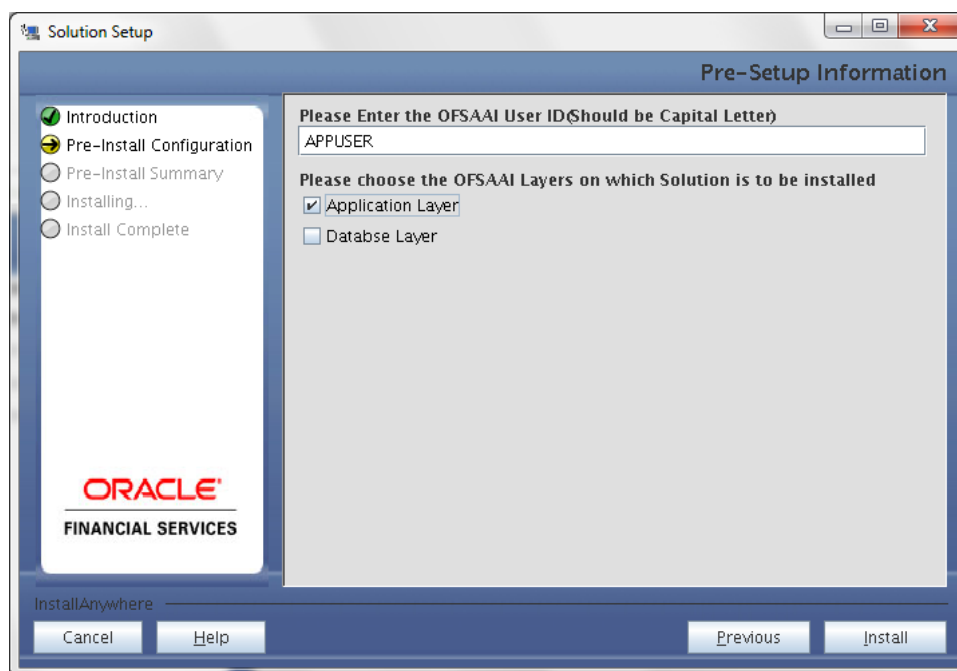 Solution Setup
Pre-Setup Information
Introduction
Pre-Install Configuration
Pre-Install Summary
Installing...
Install Complete
ORACLE'
FINANCIAL SERVICES
Please Enter the OFSAAI User ID(Should be Capital Letter)
APPUSER
Please choose the OFSAAI Layers on which Solution is to be installed
Application Layer
Databse Layer
InstallAnywhere
Cancel Help Previous Install